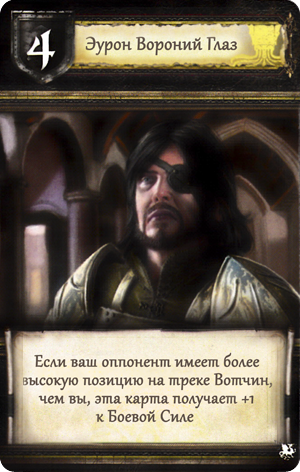 4
Эурон Вороний Глаз
Если ваш оппонент имеет более
высокую позицию на треке Вотчин,
чем вы, эта карта получает +1
к Боевой Силе